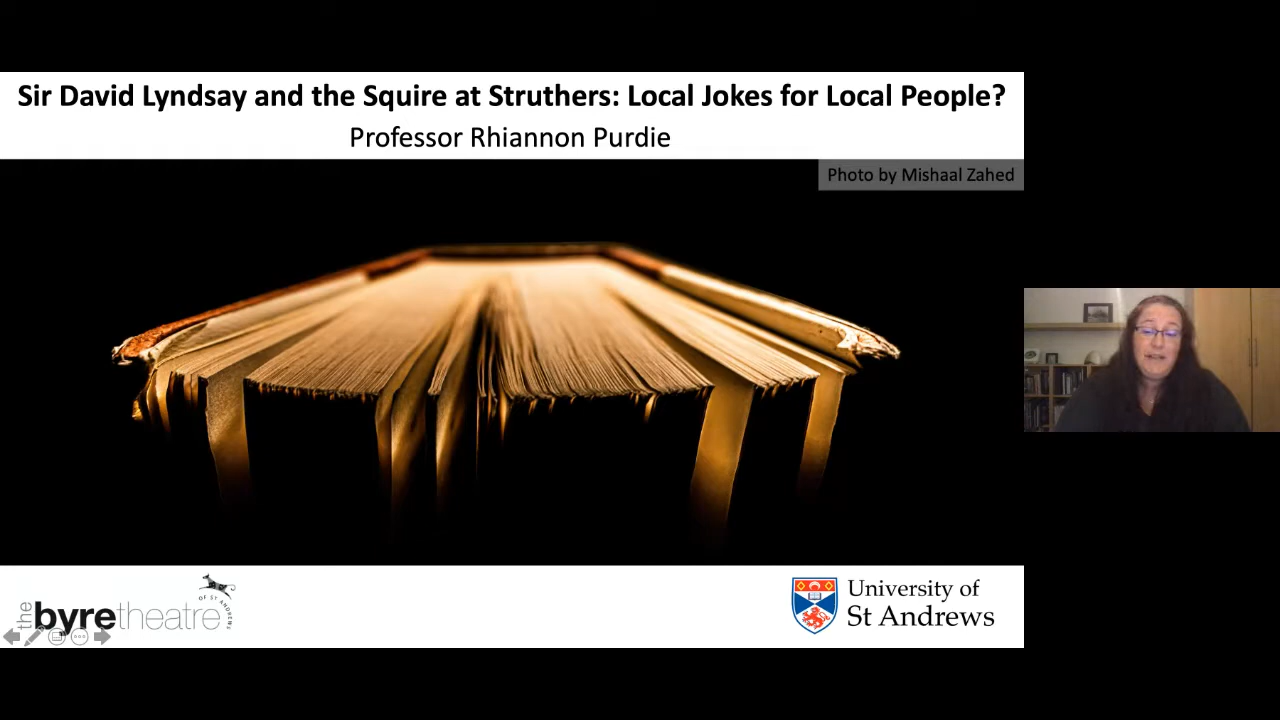 Sir David Lyndsay and the Squire at Struthers: Local Jokes for Local People?
Professor Rhiannon Purdie
Photo by Mishaal Zahed
the byre theatre
OF ST ANDREWS
University of
St Andrews